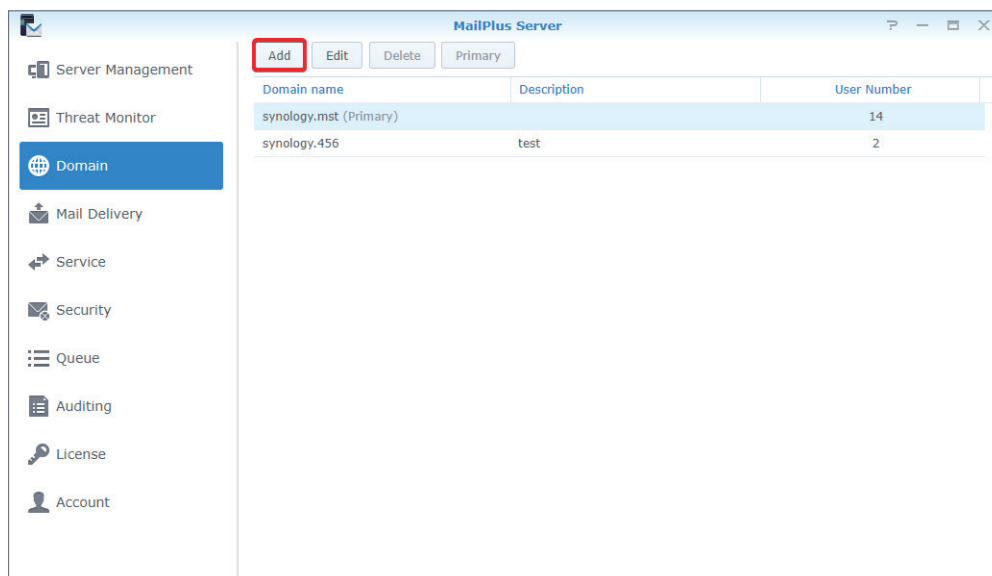 MailPlus Server
Server Management
Threat Monitor
Domain
Mail Delivery
Service
Security
Queue
Auditing
License
Account
Add Edit Delete Primary
Domain name Description User Number
synology.mst (Primary) 14
synology.456 test 2